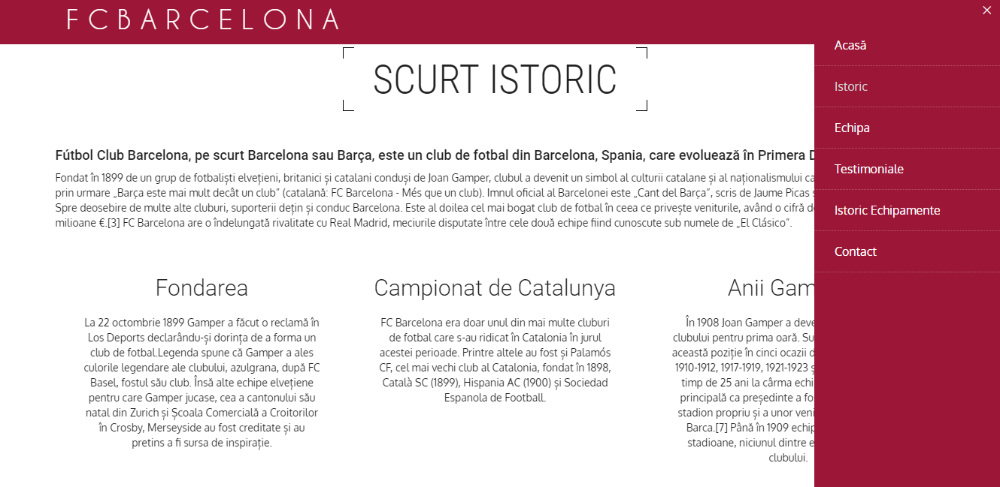 FCBARCELONA
SCURT ISTORIC
Fútbol Club Barcelona, pe scurt Barcelona sau Barça, este un club de fotbal din Barcelona, Spania, care evoluează în Primera
Fondat în 1899 de un grup de fotbaliști elvețieni, britanici și catalani conduși de Joan Gamper, clubul a devenit un simbol al culturii catalane și al naționalismului
prin urmare „Barça este mai mult decât un club” (catalană: FC Barcelona - Més que un club). Imnul oficial al Barcelonei este „Cant del Barça”, scris de Jaume Picas
Spre deosebire de multe alte cluburi, suporterii dețin și conduc Barcelona. Este al doilea cel mai bogat club de fotbal în ceea ce privește veniturile, având o cifră
milioane €.[3] FC Barcelona are o îndelungată rivalitate cu Real Madrid, meciurile disputate între cele două echipe fiind cunoscute sub numele de „El Clásico”.
Fondarea
La 22 octombrie 1899 Gamper a făcut o reclamă în
Los Deports declarându-și dorința de a forma un
club de fotbal.Legenda spune că Gamper a ales
culorile legendare ale clubului, azulgrana, după FC
Basel, fostul său club. Însă alte echipe elvețiene
pentru care Gamper jucase, cea a cantonului său
natal din Zurich și Școala Comercială a Croitorilor
în Crosby, Merseyside au fost creditate și au
pretins a fi sursa de inspirație.
Campionat de Catalunya
FC Barcelona era doar unul din mai multe cluburi
de fotbal care s-au ridicat în Catalonia în jurul
acestei perioade. Printre altele au fost și Palamós
CF, cel mai vechi club al Catalonia, fondat în 1898,
Català SC (1899), Hispania AC (1900) și Sociedad
Espanola de Football.
Anii Gam
În 1908 Joan Gamper a deve
clubului pentru prima oară. Su
această poziție în cinci ocazii
1910-1912, 1917-1919, 1921-1923
timp de 25 ani la cârma echi
principală ca președinte a fo
stadion propriu și a unor veni
Barca.[7] Până în 1909 echip
stadioane, niciunul dintre
clubului.
Acasă
Istoric
Echipa
Testimoniale
Istoric Echipamente
Contact